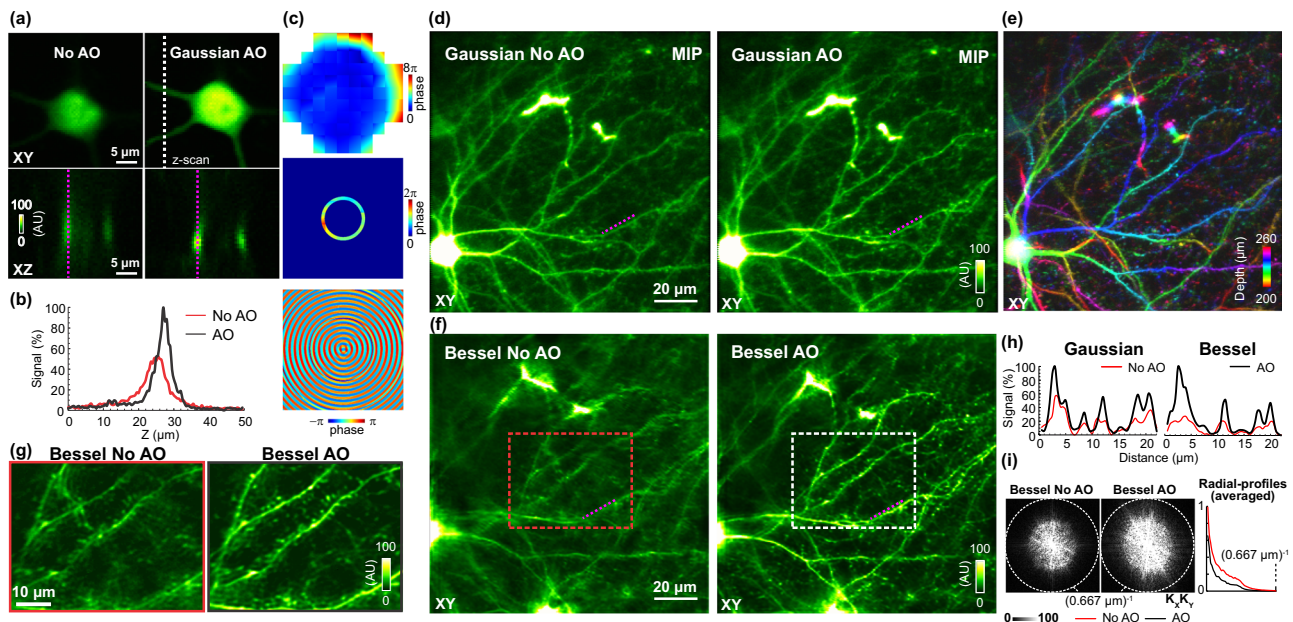 (a)
No AO
Gaussian AO
XY
5 µm
z-scan
100
0
(AU)
XZ
5 µm
5 µm
(b)
100
80
60
40
20
0
Signal (%)
No AO
AO
0 10 20 30 40 50
Z (µm)
(c)
8π
0
phase
2π
0
phase
−π π
phase
(d)
Gaussian No AO
MIP
XY
20 µm
Gaussian AO
MIP
100
0
(AU)
XY
(e)
260
200
Depth (µm)
XY
(f)
Bessel No AO
XY
20 µm
Bessel AO
100
0
(AU)
XY
(g)
Bessel No AO
10 µm
Bessel AO
100
0
(AU)
(h)
Gaussian
Bessel
No AO
AO
100
80
60
40
20
0
Signal (%)
0 5 10 15 20
0 5 10 15 20
Distance (µm)
(i)
Bessel No AO
Bessel AO
(0.667 µm)-1
KXKY
0 100
Radial-profiles
(averaged)
1
0
(0.667 µm)-1
No AO
AO